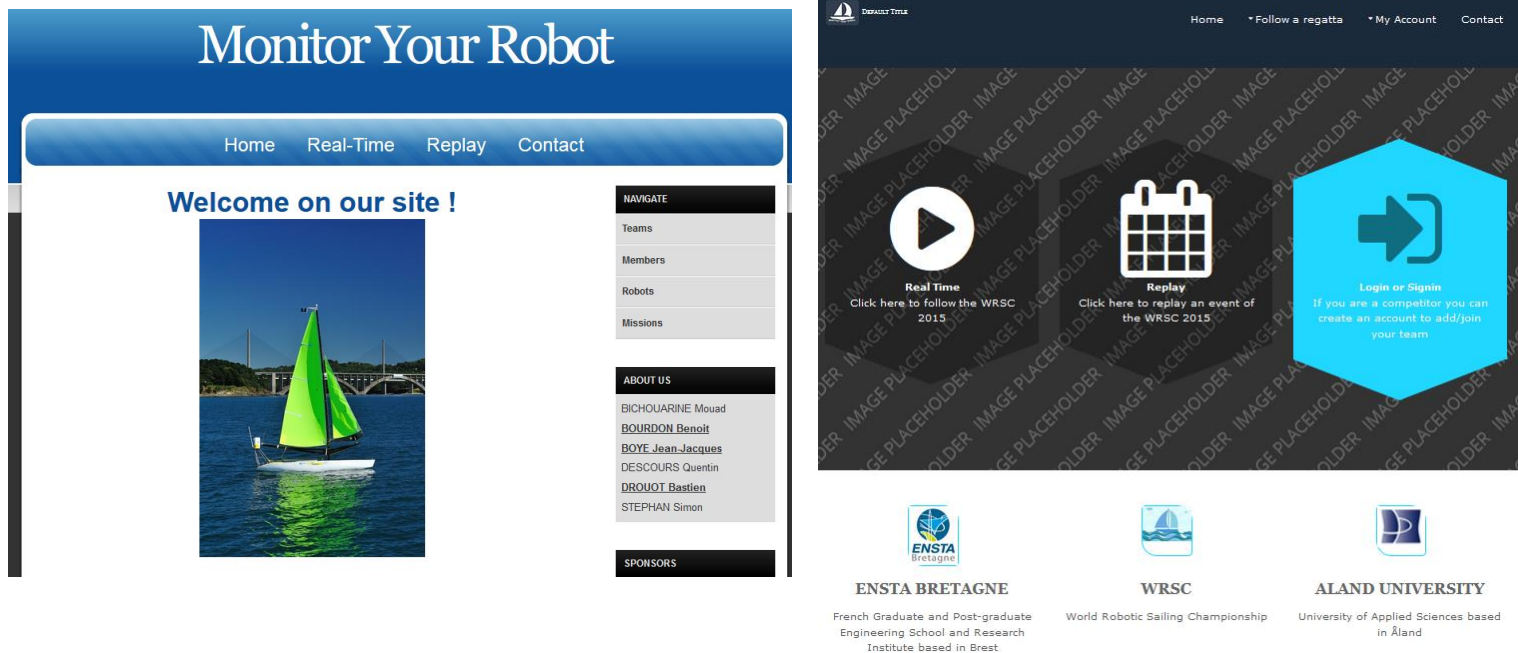 Monitor Your Robot
Home Real-Time Replay Contact
Welcome on our site !
NAVIGATE
Teams
Members
Robots
Missions
ABOUT US
BICHOUARINE Mouad
BOURDON Benoit
BOYE Jean-Jacques
DESCOURS Quentin
DROUOT Bastien
STEPHAN Simon
SPONSORS
DEFAULT TITLE
Home Follow a regatta My Account Contact
IMAGE PLACEHOLDER
Real Time
Click here to follow the WRSC
2015
Replay
Click here to replay an event of
the WRSC 2015
Login or Signin
If you are a competitor you can
create an account to add/join
your team
ENSTA
Bretagne
ENSTA BRETAGNE
French Graduate and Post-graduate
Engineering School and Research
Institute based in Brest
WRSC
World Robotic Sailing Championship
ALAND UNIVERSITY
University of Applied Sciences based
in Åland